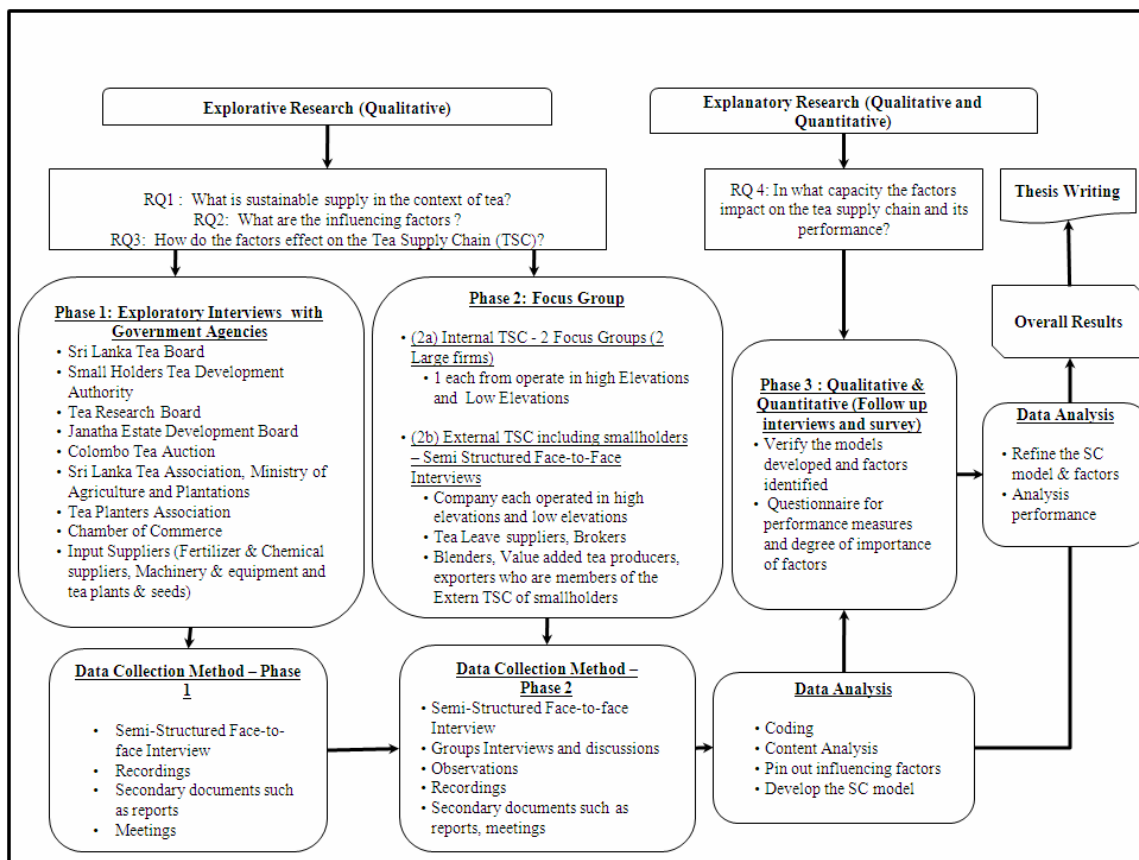 Explorative Research (Qualitative)
RQ1 :  What is sustainable supply in the context of tea?
RQ2:  What are the influencing factors ?
RQ3:  How do the factors effect on the Tea Supply Chain (TSC)?
Phase 1: Exploratory Interviews  with
Government Agencies
• Sri Lanka Tea Board
• Small Holders Tea Development
Authority
• Tea Research Board
• Janatha Estate Development Board
• Colombo Tea Auction
• Sri Lanka Tea Association, Ministry of
Agriculture and Plantations
• Tea Planters Association
• Chamber of Commerce
• Input Suppliers (Fertilizer & Chemical
suppliers, Machinery & equipment and
tea plants & seeds)
Phase 2: Focus Group
• (2a) Internal TSC - 2 Focus Groups (2
Large firms)
• 1 each from operate in high Elevations
and  Low Elevations
• (2b) External TSC including smallholders
– Semi Structured Face-to-Face
Interviews
• Company each operated in high
elevations and low elevations
• Tea Leave suppliers, Brokers
• Blenders, Value added tea producers,
exporters who are members of the
Extern TSC of smallholders
Data Collection Method – Phase
1
• Semi-Structured Face-to-
face Interview
• Recordings
• Secondary documents such
as reports
• Meetings
Data Collection Method –
Phase 2
• Semi-Structured Face-to-face
Interview
• Groups Interviews and discussions
• Observations
• Recordings
• Secondary documents such as
reports, meetings
Explanatory Research (Qualitative and
Quantitative)
RQ 4: In what capacity the factors
impact on the tea supply chain and its
performance?
Phase 3 : Qualitative &
Quantitative (Follow up
interviews and survey)
• Verify the models
developed and factors
identified
• Questionnaire for
performance measures
and degree of importance
of factors
Data Analysis
• Coding
• Content Analysis
• Pin out influencing factors
• Develop the SC model
Data Analysis
• Refine the SC
model & factors
• Analysis
performance
Overall Results
Thesis Writing